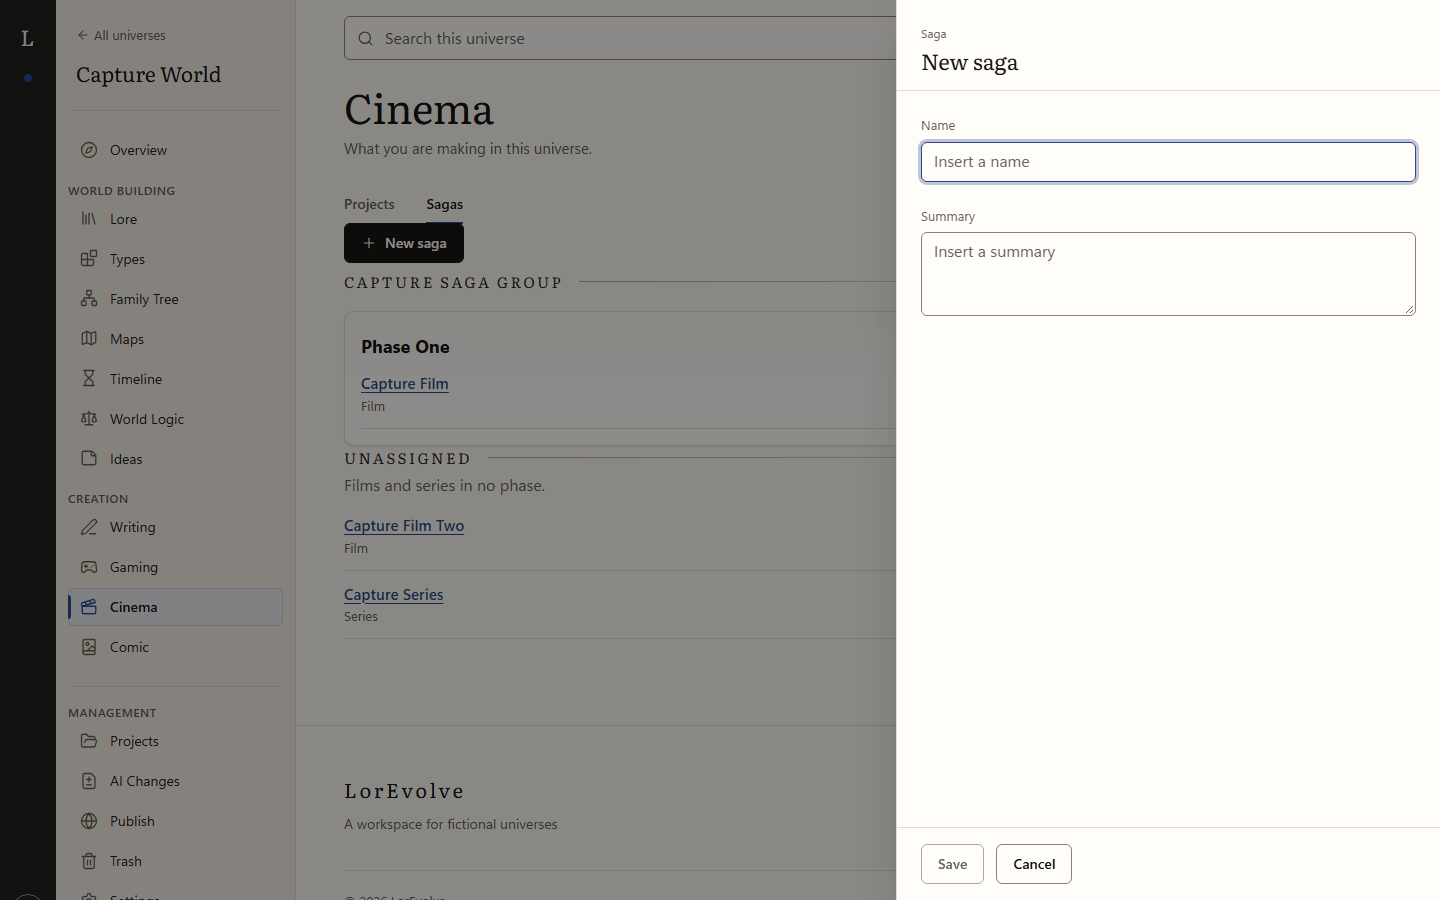 L
All universes
Capture World
Overview
WORLD BUILDING
Lore
Types
Family Tree
Maps
Timeline
World Logic
Ideas
CREATION
Writing
Gaming
Cinema
Comic
MANAGEMENT
Projects
AI Changes
Publish
Trash
Settings
Search this universe
Cinema
What you are making in this universe.
Projects Sagas
New saga
CAPTURE SAGA GROUP
Phase One
Capture Film
Film
UNASSIGNED
Films and series in no phase.
Capture Film Two
Film
Capture Series
Series
LorEvolve
A workspace for fictional universes
© 2026 LorEvolve
Saga
New saga
Name
Insert a name
Summary
Insert a summary
Save Cancel